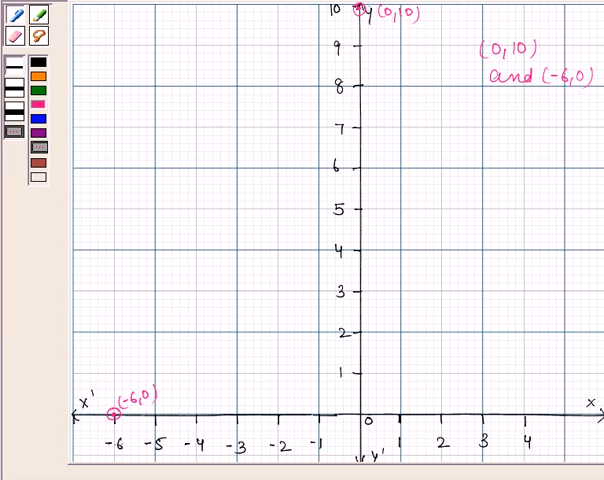 10 y (0,10)
9 (0,10)
8 and (-6,0)
7
6
5
4
3
2
1
(-6,0)
x' 0 x
-6 -5 -4 -3 -2 -1 1 2 3 4
y'